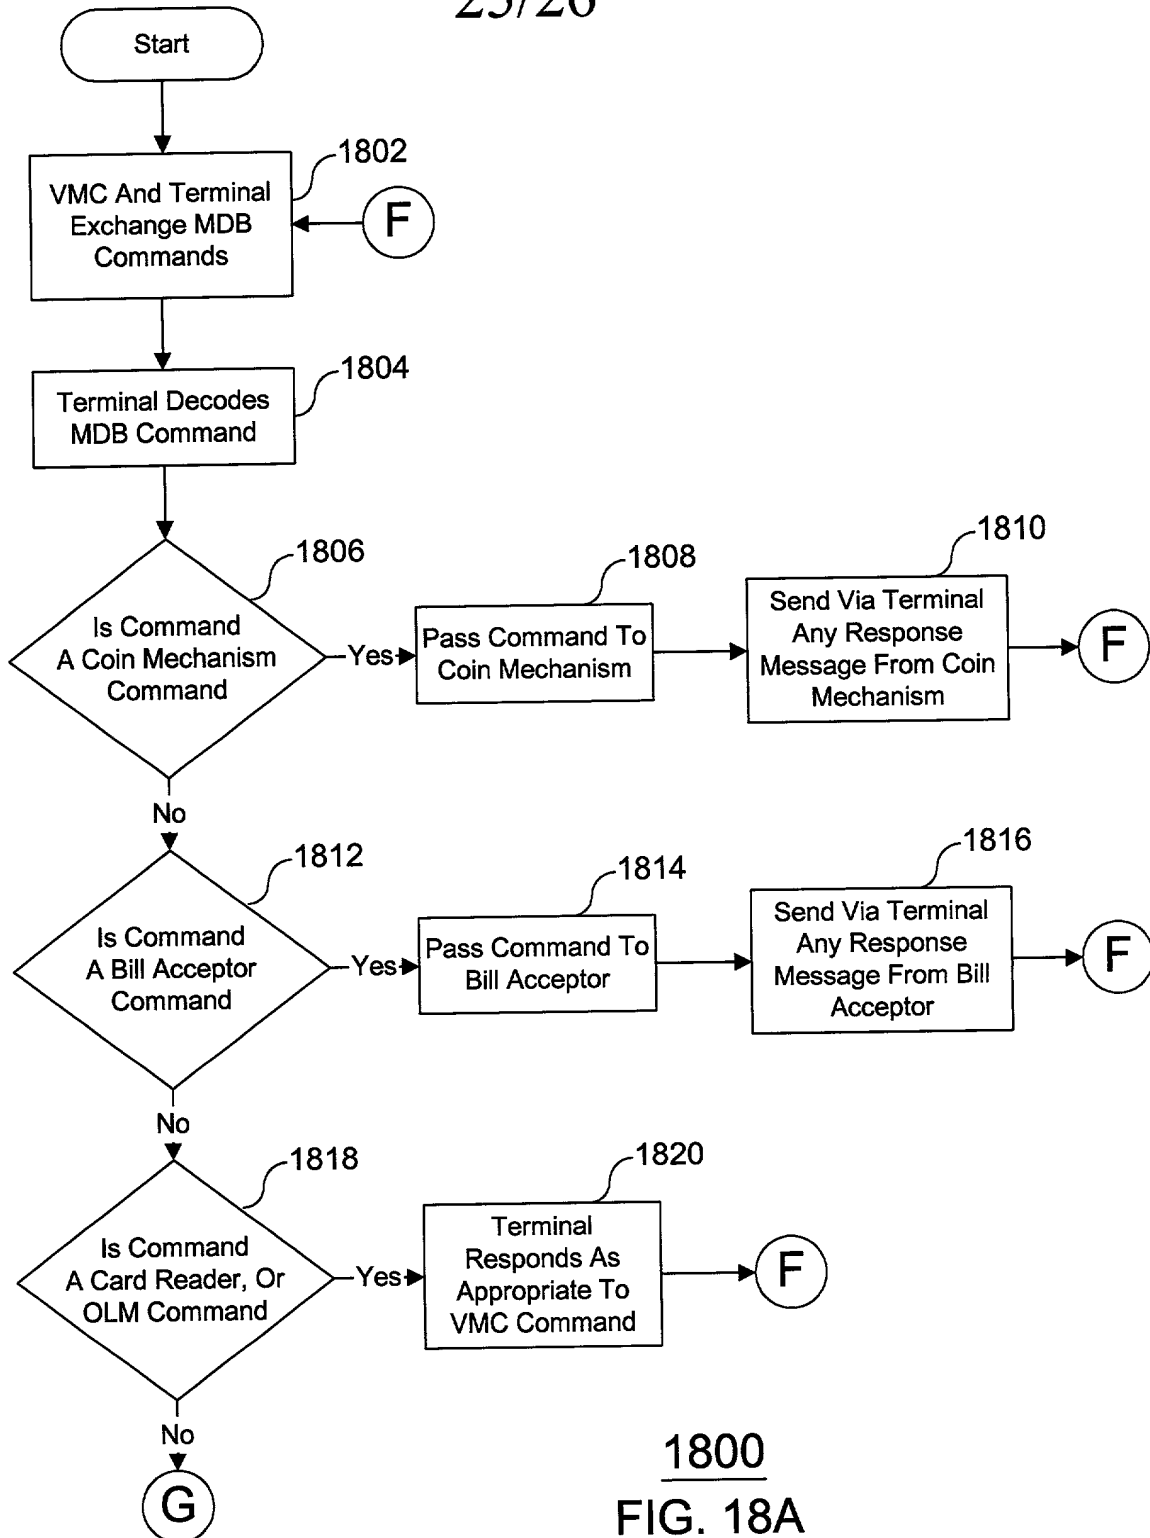 25/26
Start
1802
VMC And Terminal
Exchange MDB
Commands
F
1804
Terminal Decodes
MDB Command
1806
Is Command
A Coin Mechanism
Command
Yes
1808
Pass Command To
Coin Mechanism
1810
Send Via Terminal
Any Response
Message From Coin
Mechanism
F
No
1812
Is Command
A Bill Acceptor
Command
Yes
1814
Pass Command To
Bill Acceptor
1816
Send Via Terminal
Any Response
Message From Bill
Acceptor
F
No
1818
Is Command
A Card Reader, Or
OLM Command
Yes
1820
Terminal
Responds As
Appropriate To
VMC Command
F
No
G
1800
FIG. 18A